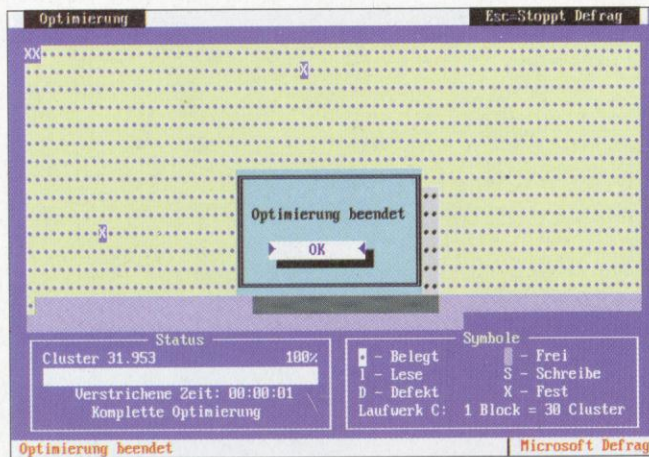 Optimierung Esc=Stoppt Defrag
XX
X
Optimierung beendet
X
OK
Status
Cluster 31.953 100%
Verstrichene Zeit: 00:00:01
Komplette Optimierung
Symbole
- Belegt - Frei
l - Lese S - Schreibe
D - Defekt X - Fest
Laufwerk C: 1 Block = 30 Cluster
Optimierung beendet Microsoft Defrag